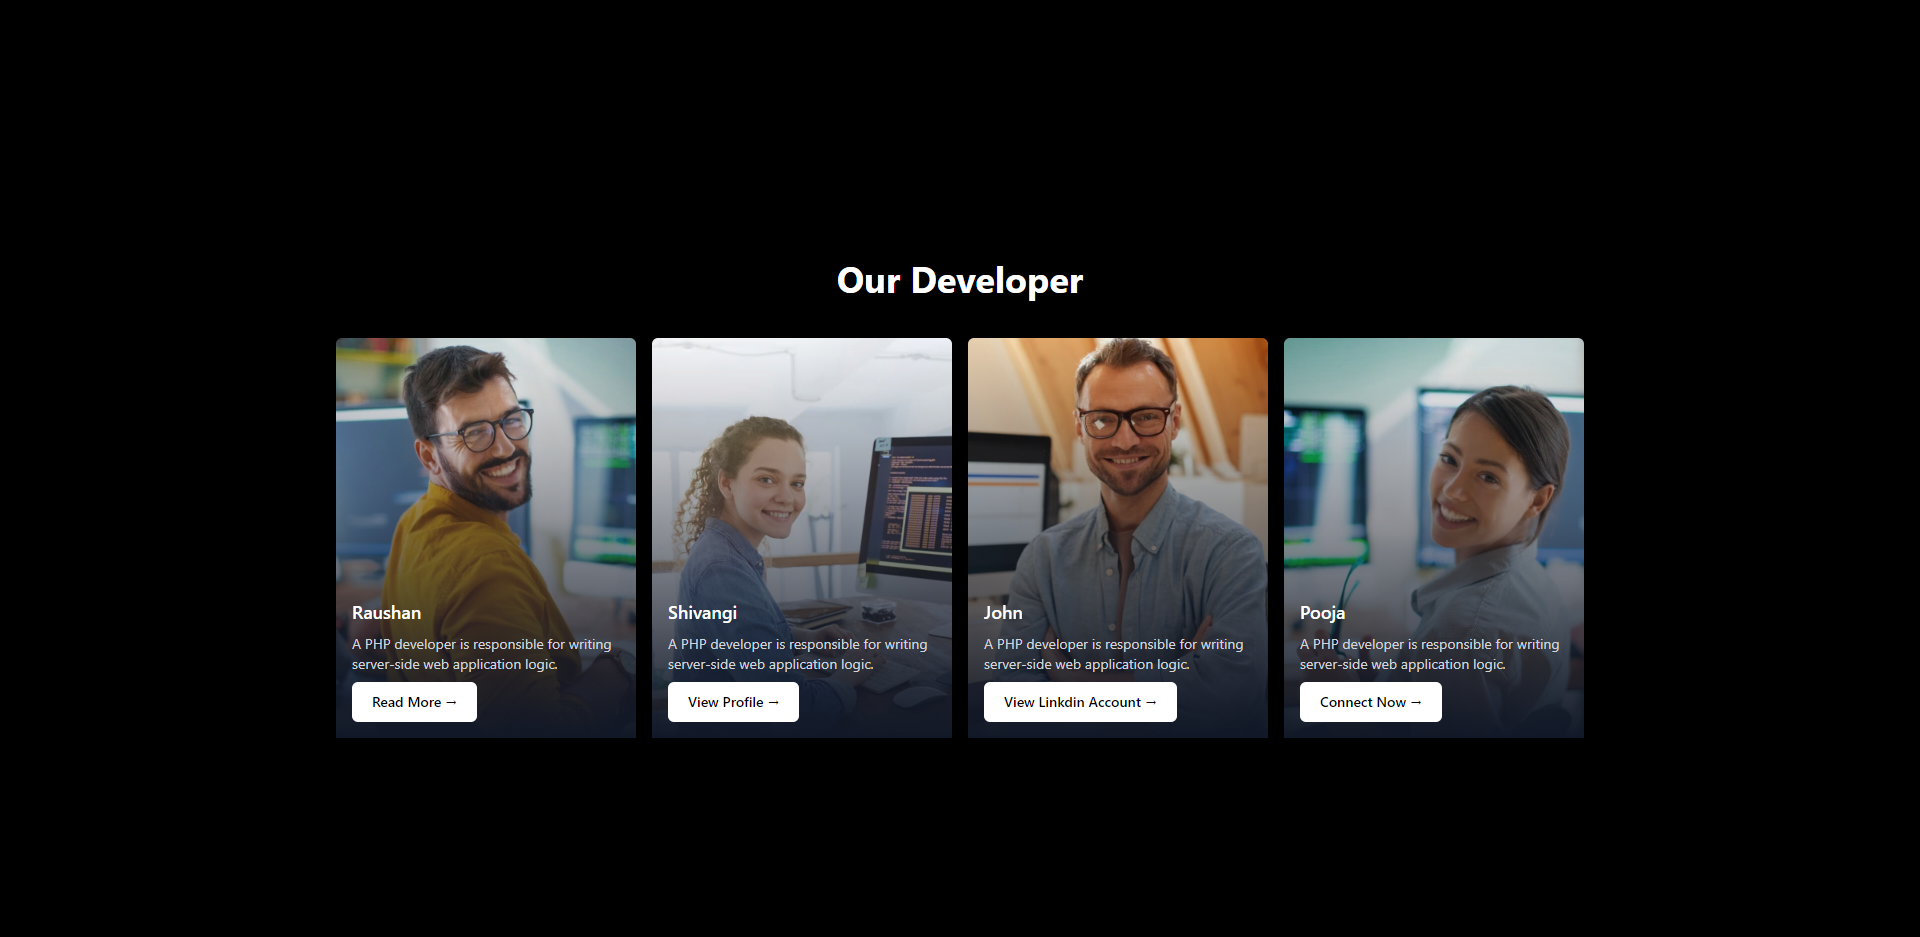 Our Developer
Raushan
A PHP developer is responsible for writing
server-side web application logic.
Read More →
Shivangi
A PHP developer is responsible for writing
server-side web application logic.
View Profile →
John
A PHP developer is responsible for writing
server-side web application logic.
View Linkdin Account →
Pooja
A PHP developer is responsible for writing
server-side web application logic.
Connect Now →